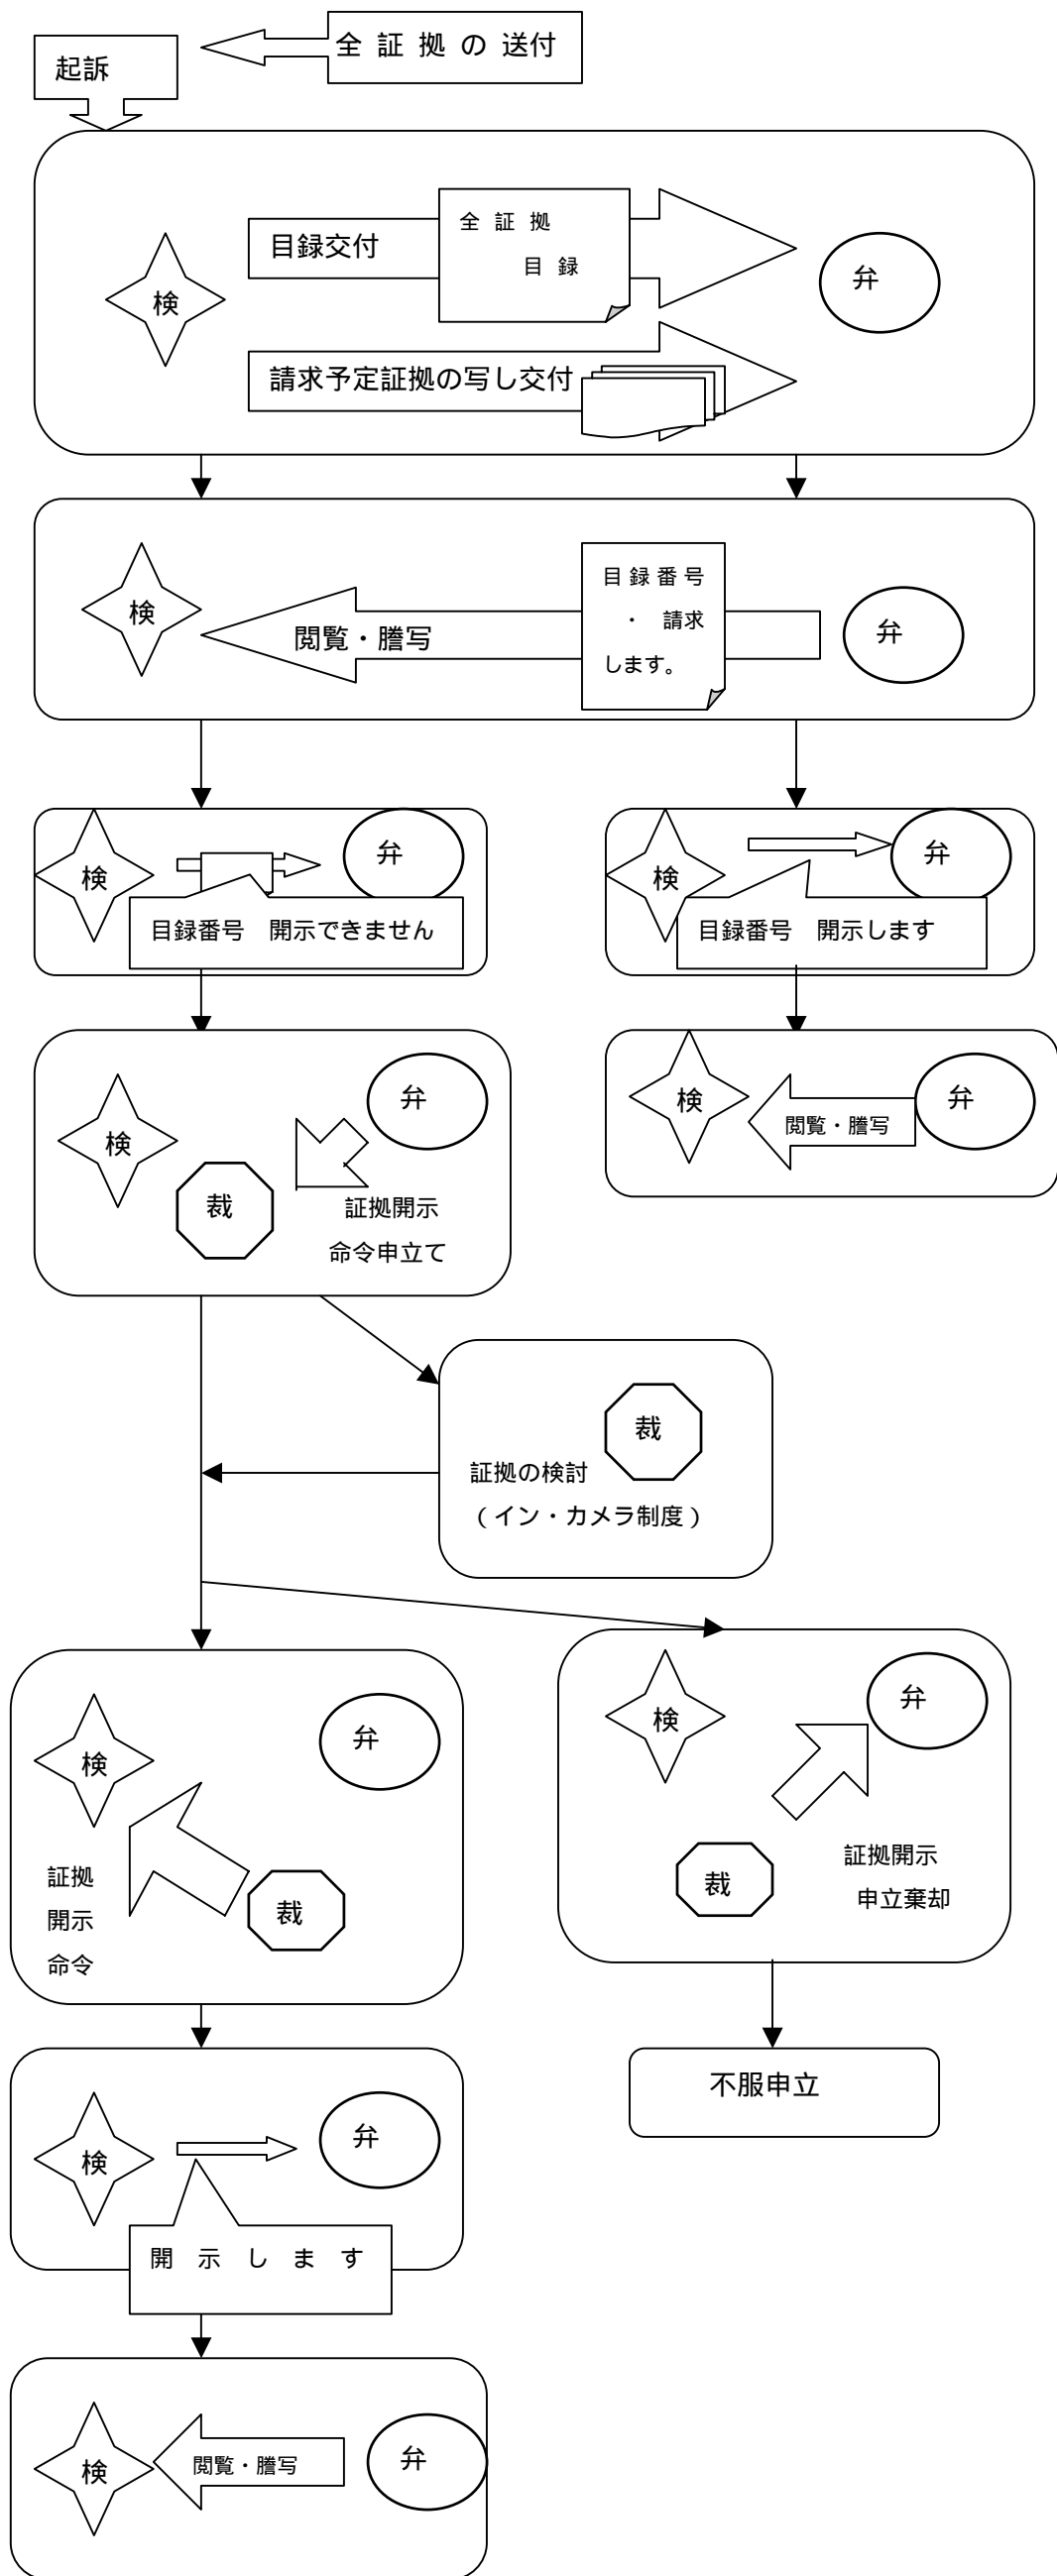 全証拠の送付
起訴
全証拠
目録
目録交付
検
弁
請求予定証拠の写し交付
目録番号
・ 請求
します。
検
閲覧・謄写
弁
検
弁
目録番号 開示できません
検
弁
目録番号 開示します
検
弁
裁
証拠開示
命令申立て
検
閲覧・謄写
弁
裁
証拠の検討
(イン・カメラ制度)
検
弁
裁
証拠
開示
命令
検
弁
裁
証拠開示
申立棄却
不服申立
検
弁
開示します
検
閲覧・謄写
弁